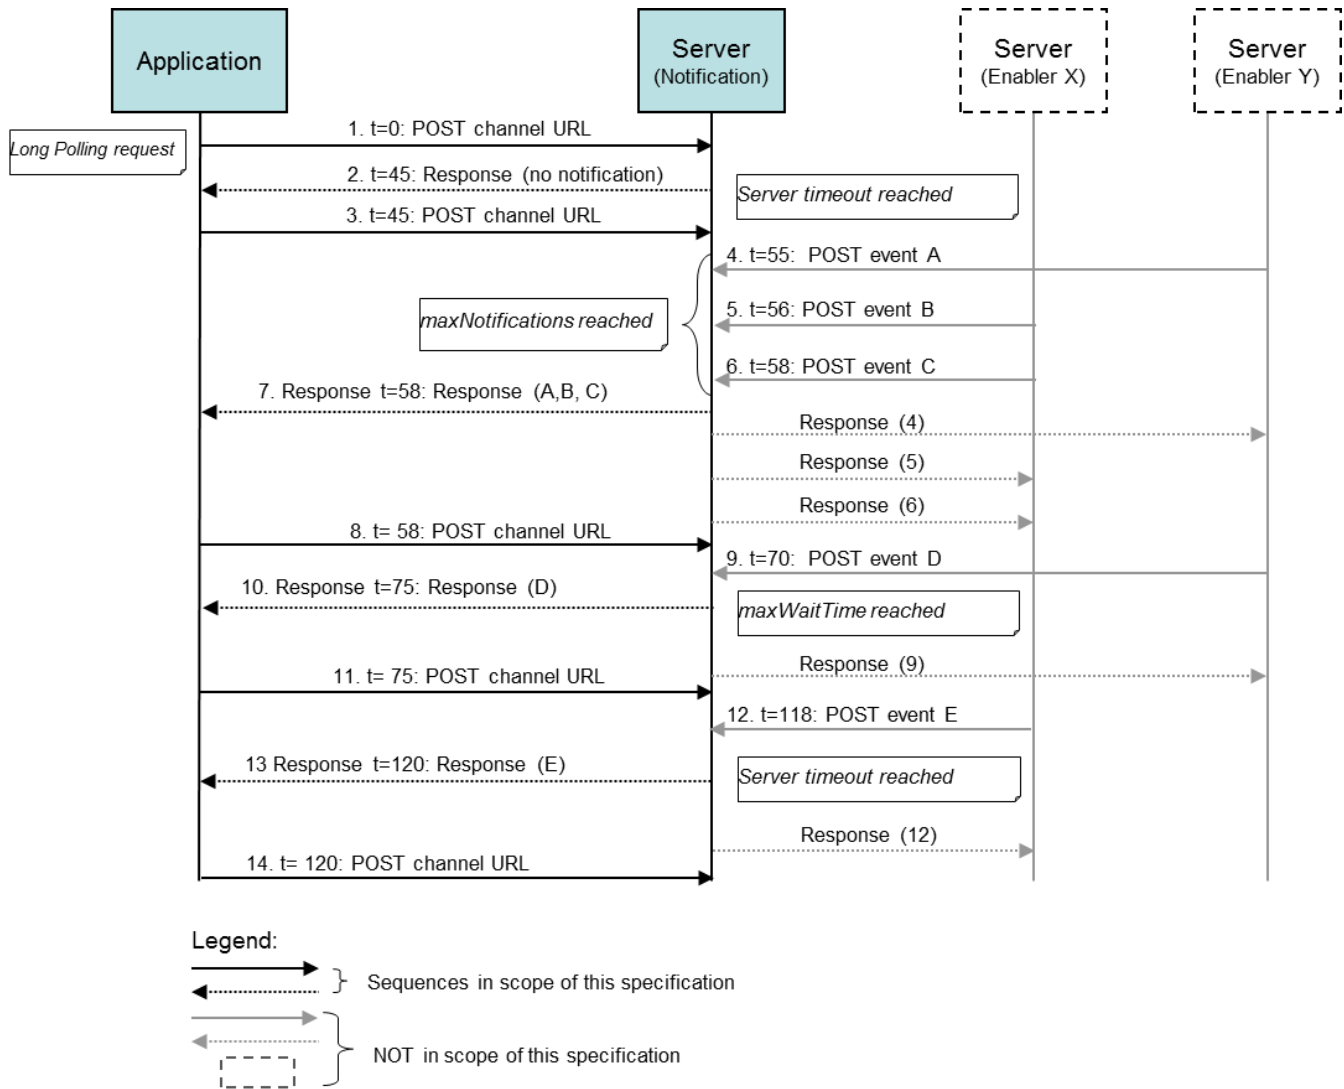 Application
Server
(Notification)
Server
(Enabler X)
Server
(Enabler Y)
1. t=0: POST channel URL
Long Polling request
2. t=45: Response (no notification)
Server timeout reached
3. t=45: POST channel URL
4. t=55: POST event A
5. t=56: POST event B
maxNotifications reached
6. t=58: POST event C
7. Response t=58: Response (A,B, C)
Response (4)
Response (5)
Response (6)
8. t= 58: POST channel URL
9. t=70: POST event D
10. Response t=75: Response (D)
maxWaitTime reached
Response (9)
11. t= 75: POST channel URL
12. t=118: POST event E
13 Response t=120: Response (E)
Server timeout reached
Response (12)
14. t= 120: POST channel URL
Legend:
Sequences in scope of this specification
NOT in scope of this specification